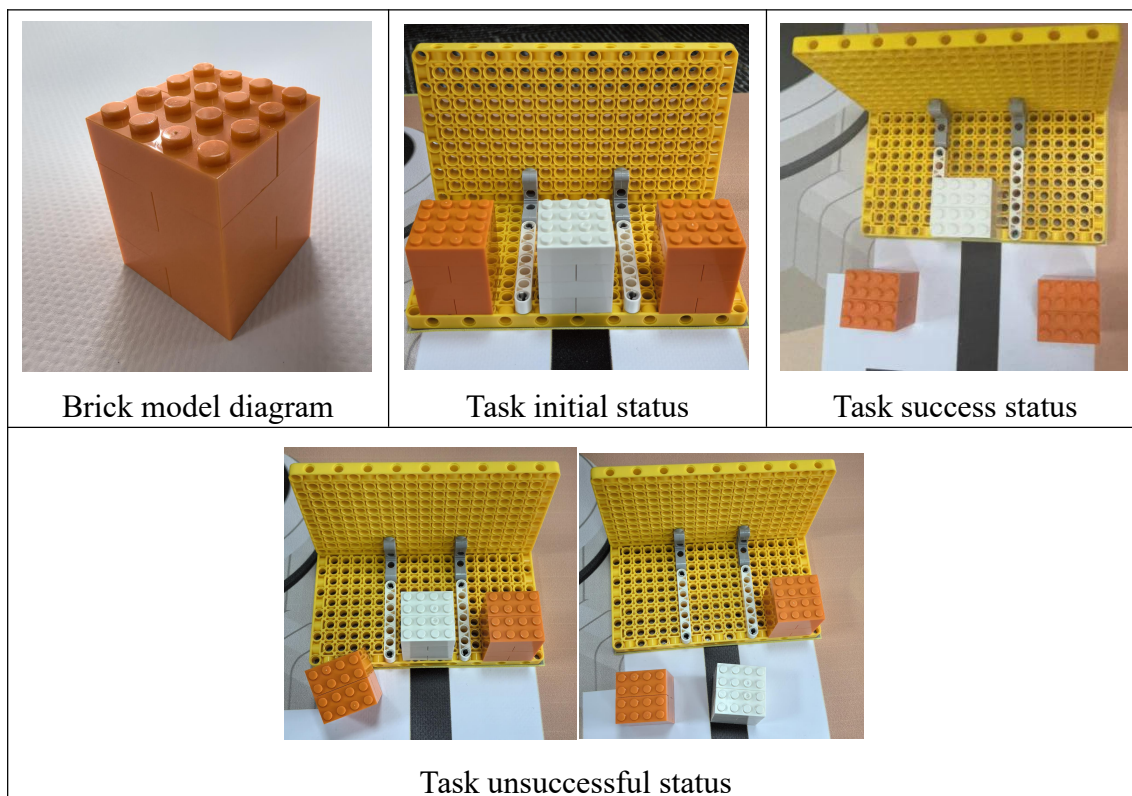 Brick model diagram
Task initial status
Task success status
Task unsuccessful status